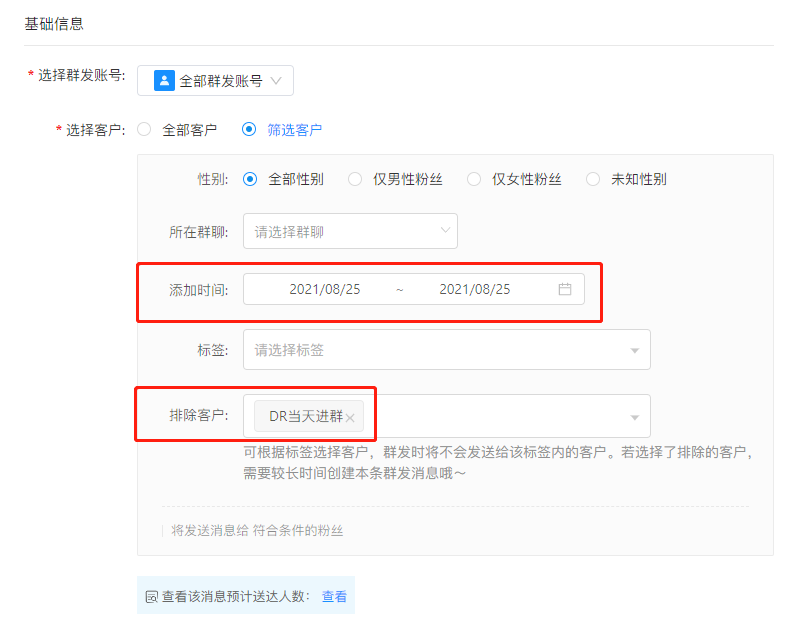 基础信息
* 选择群发账号: 全部群发账号
* 选择客户: 全部客户 筛选客户
性别: 全部性别 仅男性粉丝 仅女性粉丝 未知性别
所在群聊: 请选择群聊
添加时间: 2021/08/25 ~ 2021/08/25
标签: 请选择标签
排除客户: DR当天进群×
可根据标签选择客户，群发时将不会发送给该标签内的客户。若选择了排除的客户，
需要较长时间创建本条群发消息哦～
将发送消息给 符合条件的粉丝
查看该消息预计送达人数： 查看